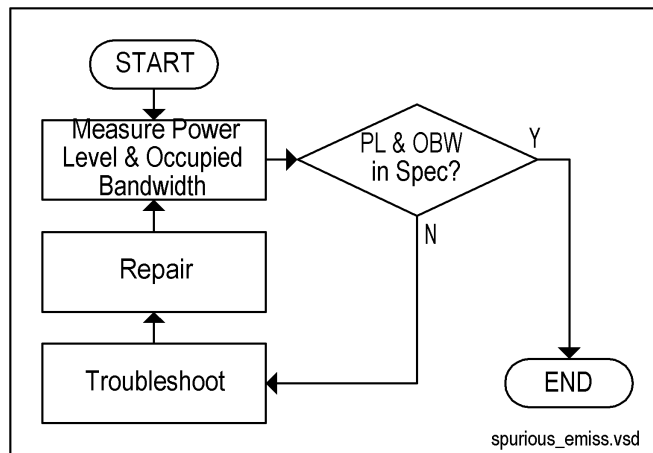 START
Measure Power
Level & Occupied
Bandwidth
PL & OBW
in Spec?
Y
N
Repair
Troubleshoot
END
spurious_emiss.vsd